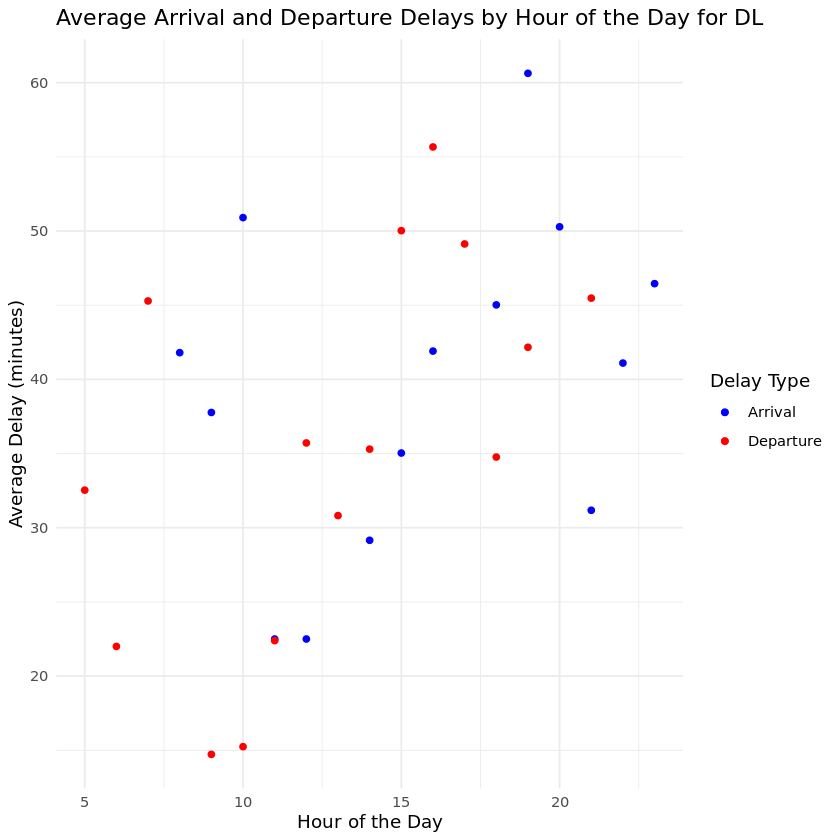 Average Arrival and Departure Delays by Hour of the Day for DL
60
50
40
30
20
Average Delay (minutes)
5 10 15 20
Hour of the Day
Delay Type
Arrival
Departure